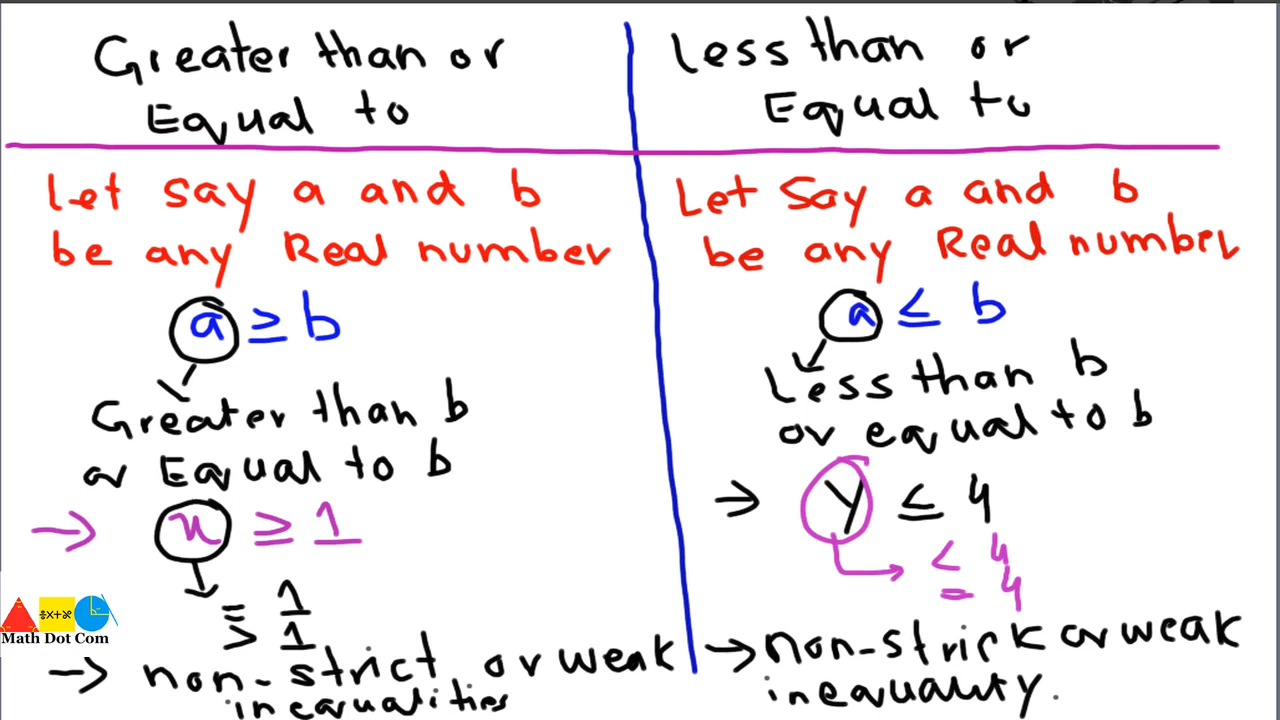 Greater than or
Equal to
Let say a and b
be any Real number
a ≥ b
Greater than b
or Equal to b
→ x ≥ 1
= 1
> 1
→ non-strict or weak
inequalities
Less than or
Equal to
Let Say a and b
be any Real number
a ≤ b
Less than b
or equal to b
⇒ y ≤ 4
< 4
= 4
→ non-strick or weak
inequality.
÷×+-×
Math Dot Com